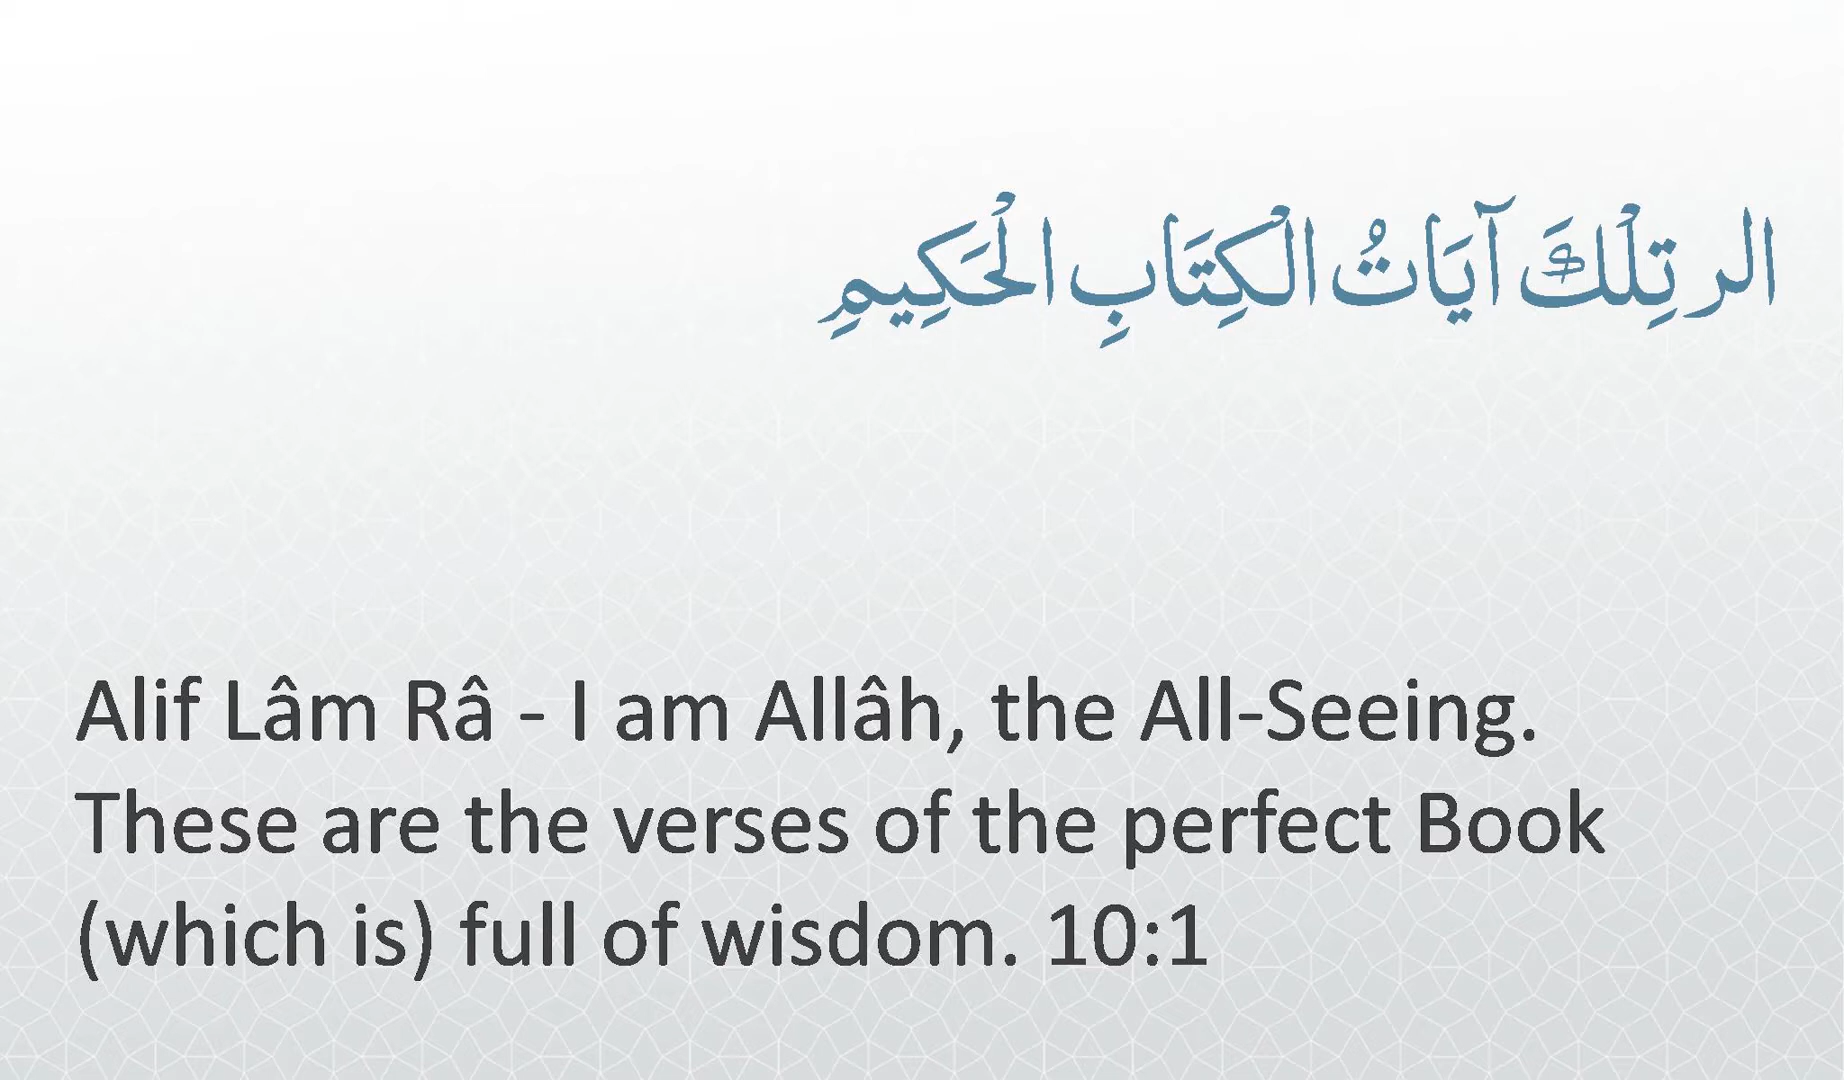 الر تِلْكَ آيَاتُ الْكِتَابِ الْحَكِيمِ
Alif Lâm Râ - I am Allâh, the All-Seeing.
These are the verses of the perfect Book
(which is) full of wisdom. 10:1